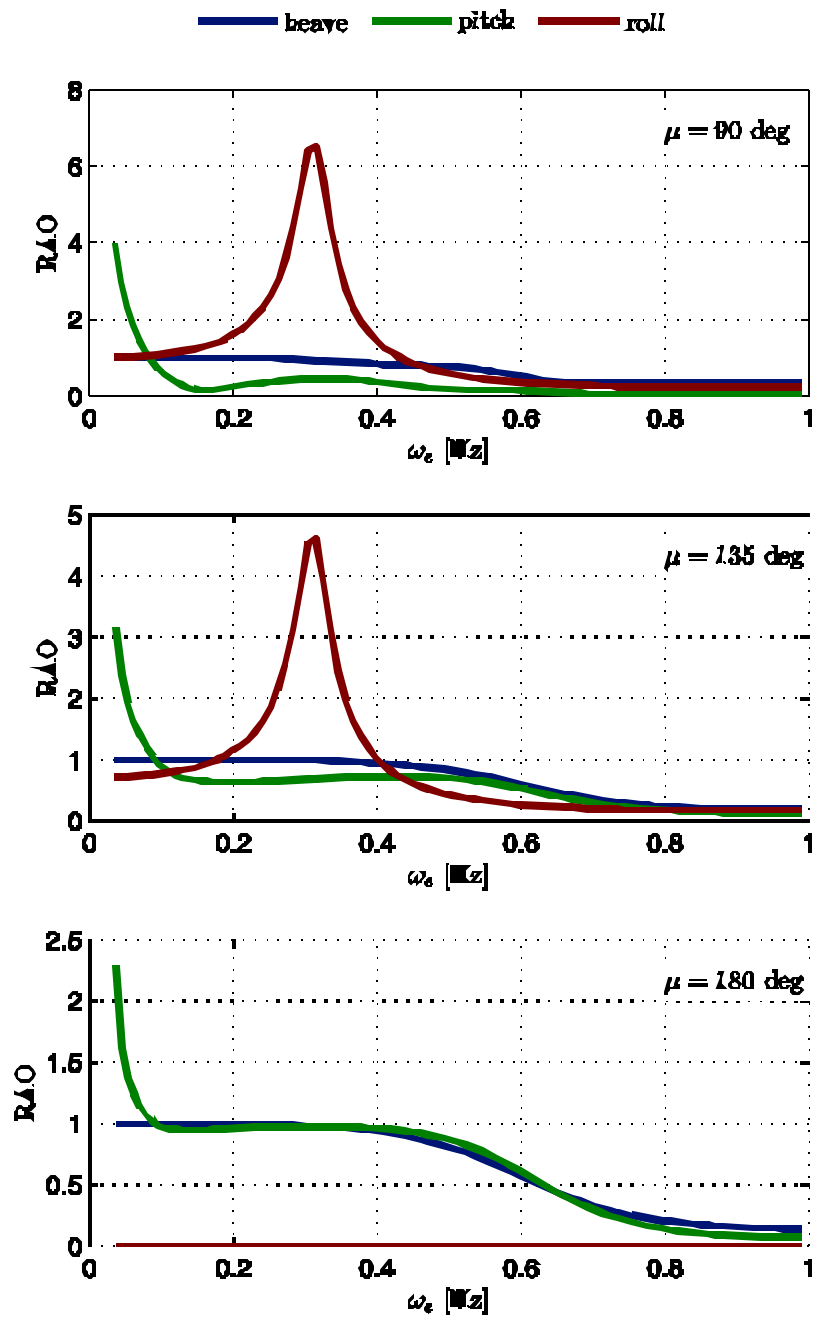 heave pitch roll
8
6
4
2
0
RAO
μ = 90 deg
0 0.2 0.4 0.6 0.8 1
ωₑ [Hz]
5
4
3
2
1
0
RAO
μ = 135 deg
0 0.2 0.4 0.6 0.8 1
ωₑ [Hz]
2.5
2
1.5
1
0.5
0
RAO
μ = 180 deg
0 0.2 0.4 0.6 0.8 1
ωₑ [Hz]